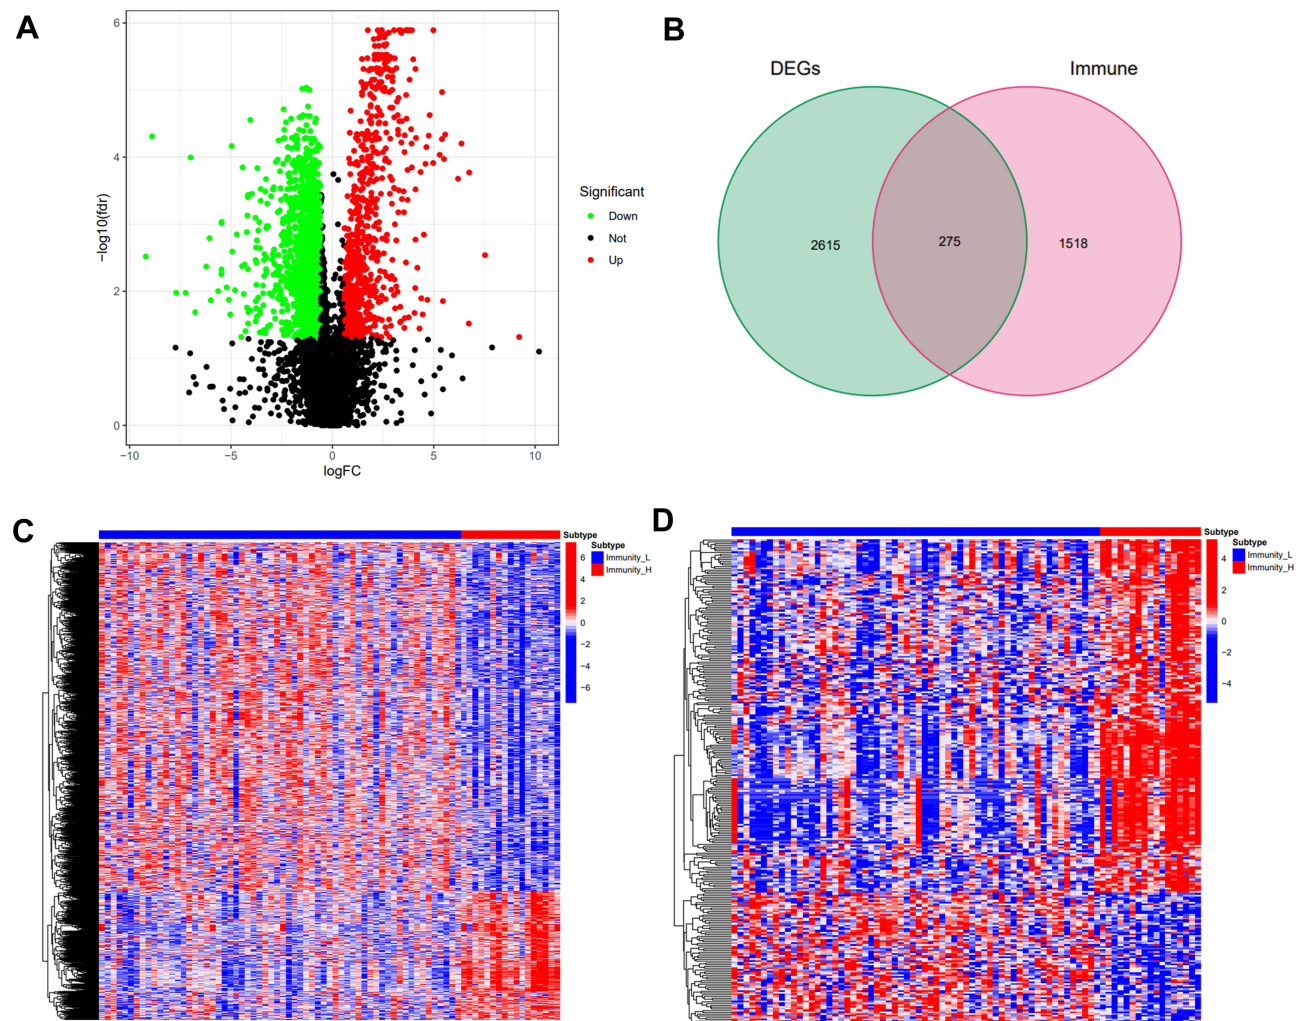 A
6
4
2
0
−log10(fdr)
−10
−5
0
5
10
logFC
Significant
Down
Not
Up
B
DEGs
Immune
2615
275
1518
C
Subtype
6
4
2
0
−2
−4
−6
Subtype
Immunity_L
Immunity_H
D
Subtype
4
2
0
−2
−4
Subtype
Immunity_L
Immunity_H